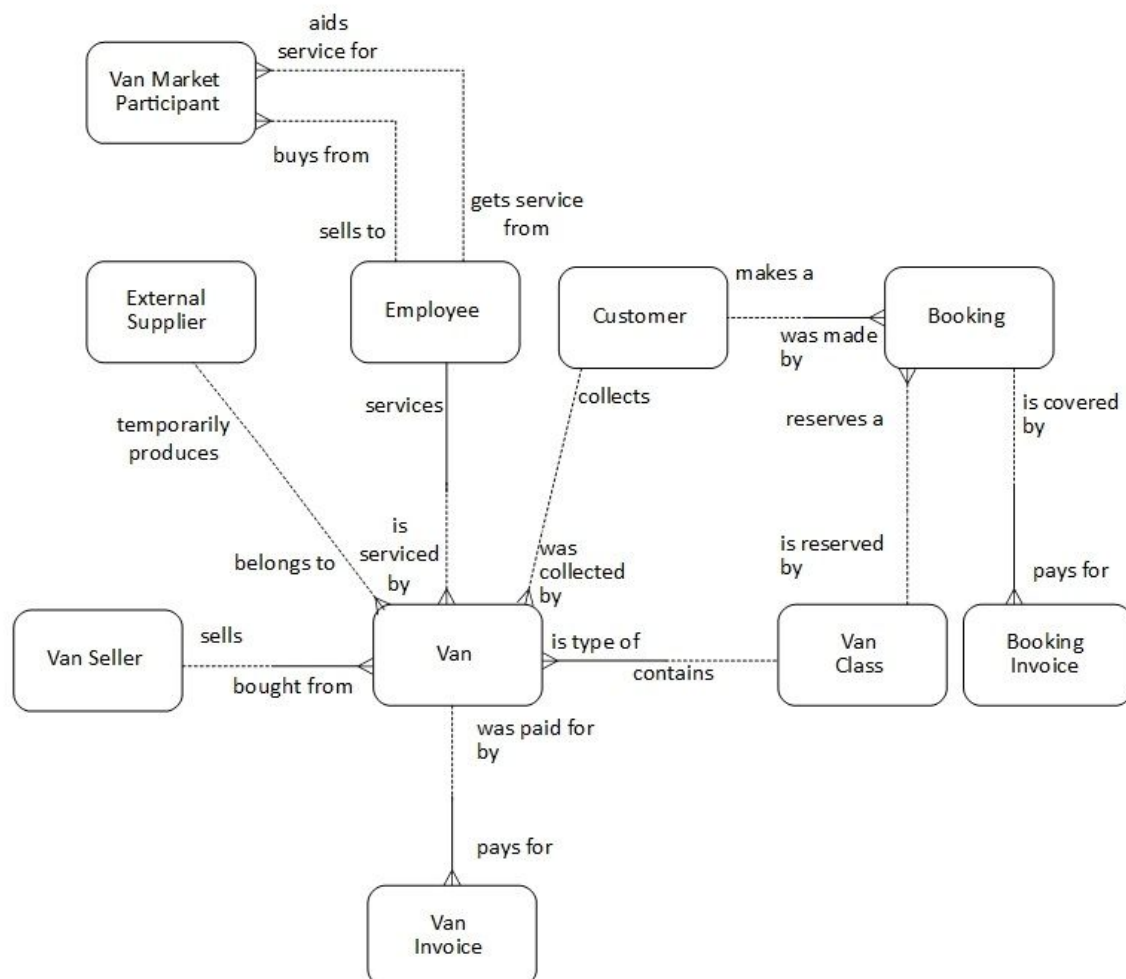 aids
service for
Van Market
Participant
buys from
gets service
from
sells to
External
Supplier
Employee
Customer
makes a
was made
by
Booking
temporarily
produces
services
collects
reserves a
is covered
by
belongs to
is
serviced
by
was
collected
by
is reserved
by
pays for
Van Seller
sells
bought from
Van
is type of
contains
Van
Class
Booking
Invoice
was paid for
by
pays for
Van
Invoice